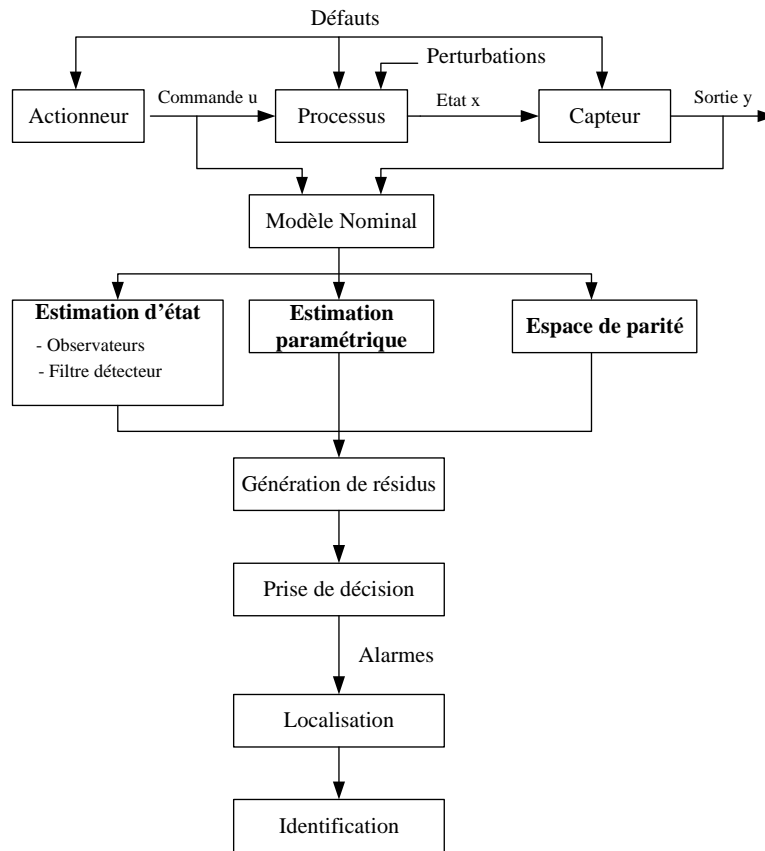 Défauts
Perturbations
Actionneur
Commande u
Processus
Etat x
Capteur
Sortie y
Modèle Nominal
Estimation d’état
- Observateurs
- Filtre détecteur
Estimation
paramétrique
Espace de parité
Génération de résidus
Prise de décision
Alarmes
Localisation
Identification